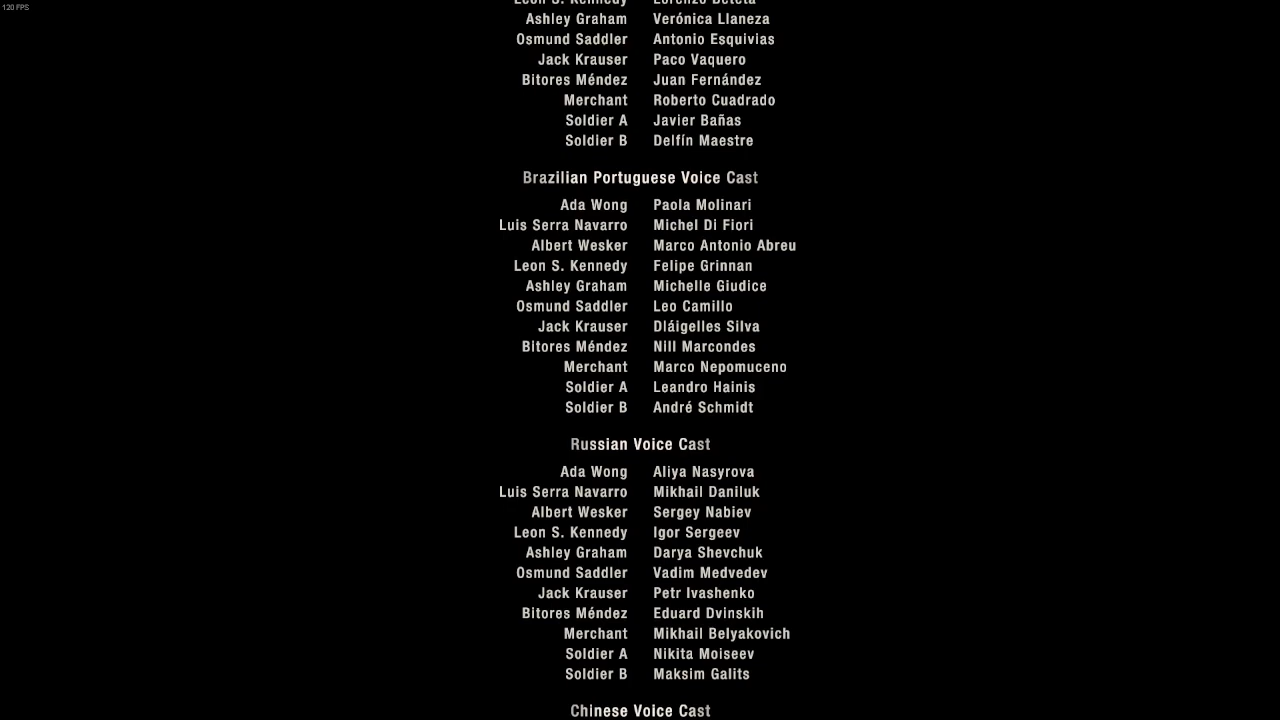 120 FPS
Leon S. Kennedy Lorenzo Beteta
Ashley Graham Verónica Llaneza
Osmund Saddler Antonio Esquivias
Jack Krauser Paco Vaquero
Bitores Méndez Juan Fernández
Merchant Roberto Cuadrado
Soldier A Javier Bañas
Soldier B Delfín Maestre
Brazilian Portuguese Voice Cast
Ada Wong Paola Molinari
Luis Serra Navarro Michel Di Fiori
Albert Wesker Marco Antonio Abreu
Leon S. Kennedy Felipe Grinnan
Ashley Graham Michelle Giudice
Osmund Saddler Leo Camillo
Jack Krauser Dláigelles Silva
Bitores Méndez Nill Marcondes
Merchant Marco Nepomuceno
Soldier A Leandro Hainis
Soldier B André Schmidt
Russian Voice Cast
Ada Wong Aliya Nasyrova
Luis Serra Navarro Mikhail Daniluk
Albert Wesker Sergey Nabiev
Leon S. Kennedy Igor Sergeev
Ashley Graham Darya Shevchuk
Osmund Saddler Vadim Medvedev
Jack Krauser Petr Ivashenko
Bitores Méndez Eduard Dvinskih
Merchant Mikhail Belyakovich
Soldier A Nikita Moiseev
Soldier B Maksim Galits
Chinese Voice Cast